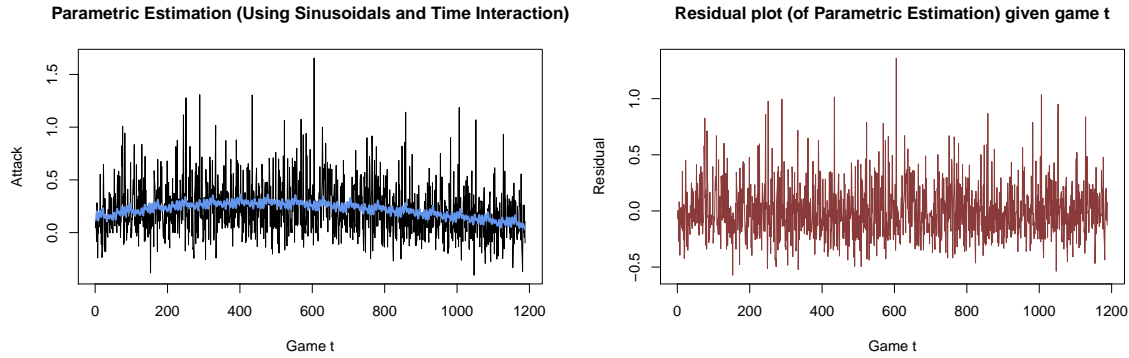 Parametric Estimation (Using Sinusoidals and Time Interaction)
Attack
1.5
1.0
0.5
0.0
0 200 400 600 800 1000 1200
Game t
Residual plot (of Parametric Estimation) given game t
Residual
1.0
0.5
0.0
−0.5
0 200 400 600 800 1000 1200
Game t